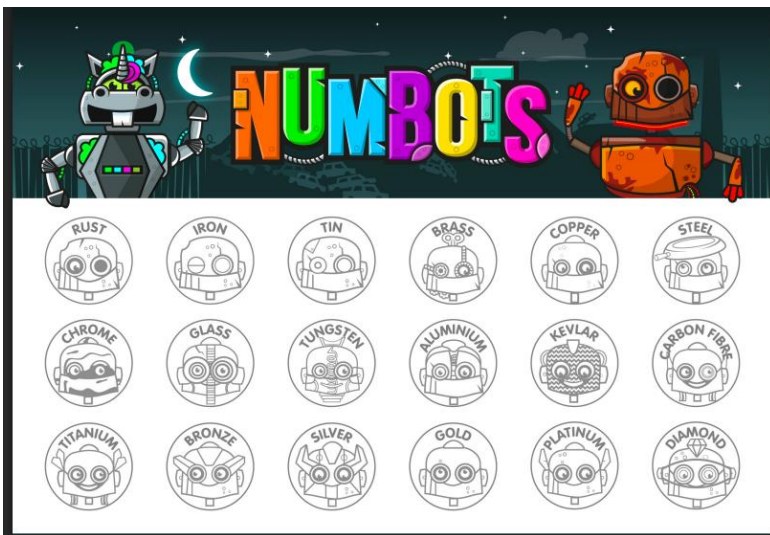 NUMBOTS
RUST IRON TIN BRASS COPPER STEEL
CHROME GLASS TUNGSTEN ALUMINIUM KEVLAR CARBON FIBRE
TITANIUM BRONZE SILVER GOLD PLATINUM DIAMOND